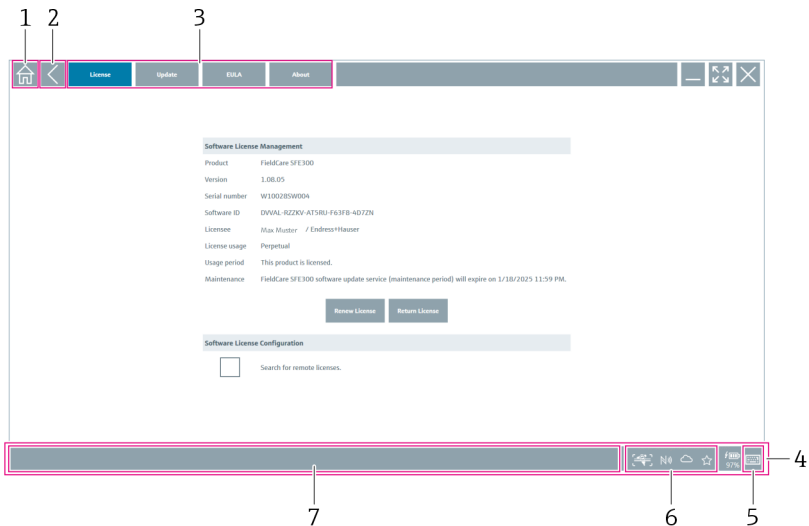 1 2 3
License Update EULA About
Software License Management
Product FieldCare SFE300
Version 1.08.05
Serial number W10028SW004
Software ID DVVAL-RZZKV-AT5RU-F63FB-4D7ZN
Licensee Max Muster / Endress+Hauser
License usage Perpetual
Usage period This product is licensed.
Maintenance FieldCare SFE300 software update service (maintenance period) will expire on 1/18/2025 11:59 PM.
Renew License Return License
Software License Configuration
Search for remote licenses.
97%
4
7 6 5